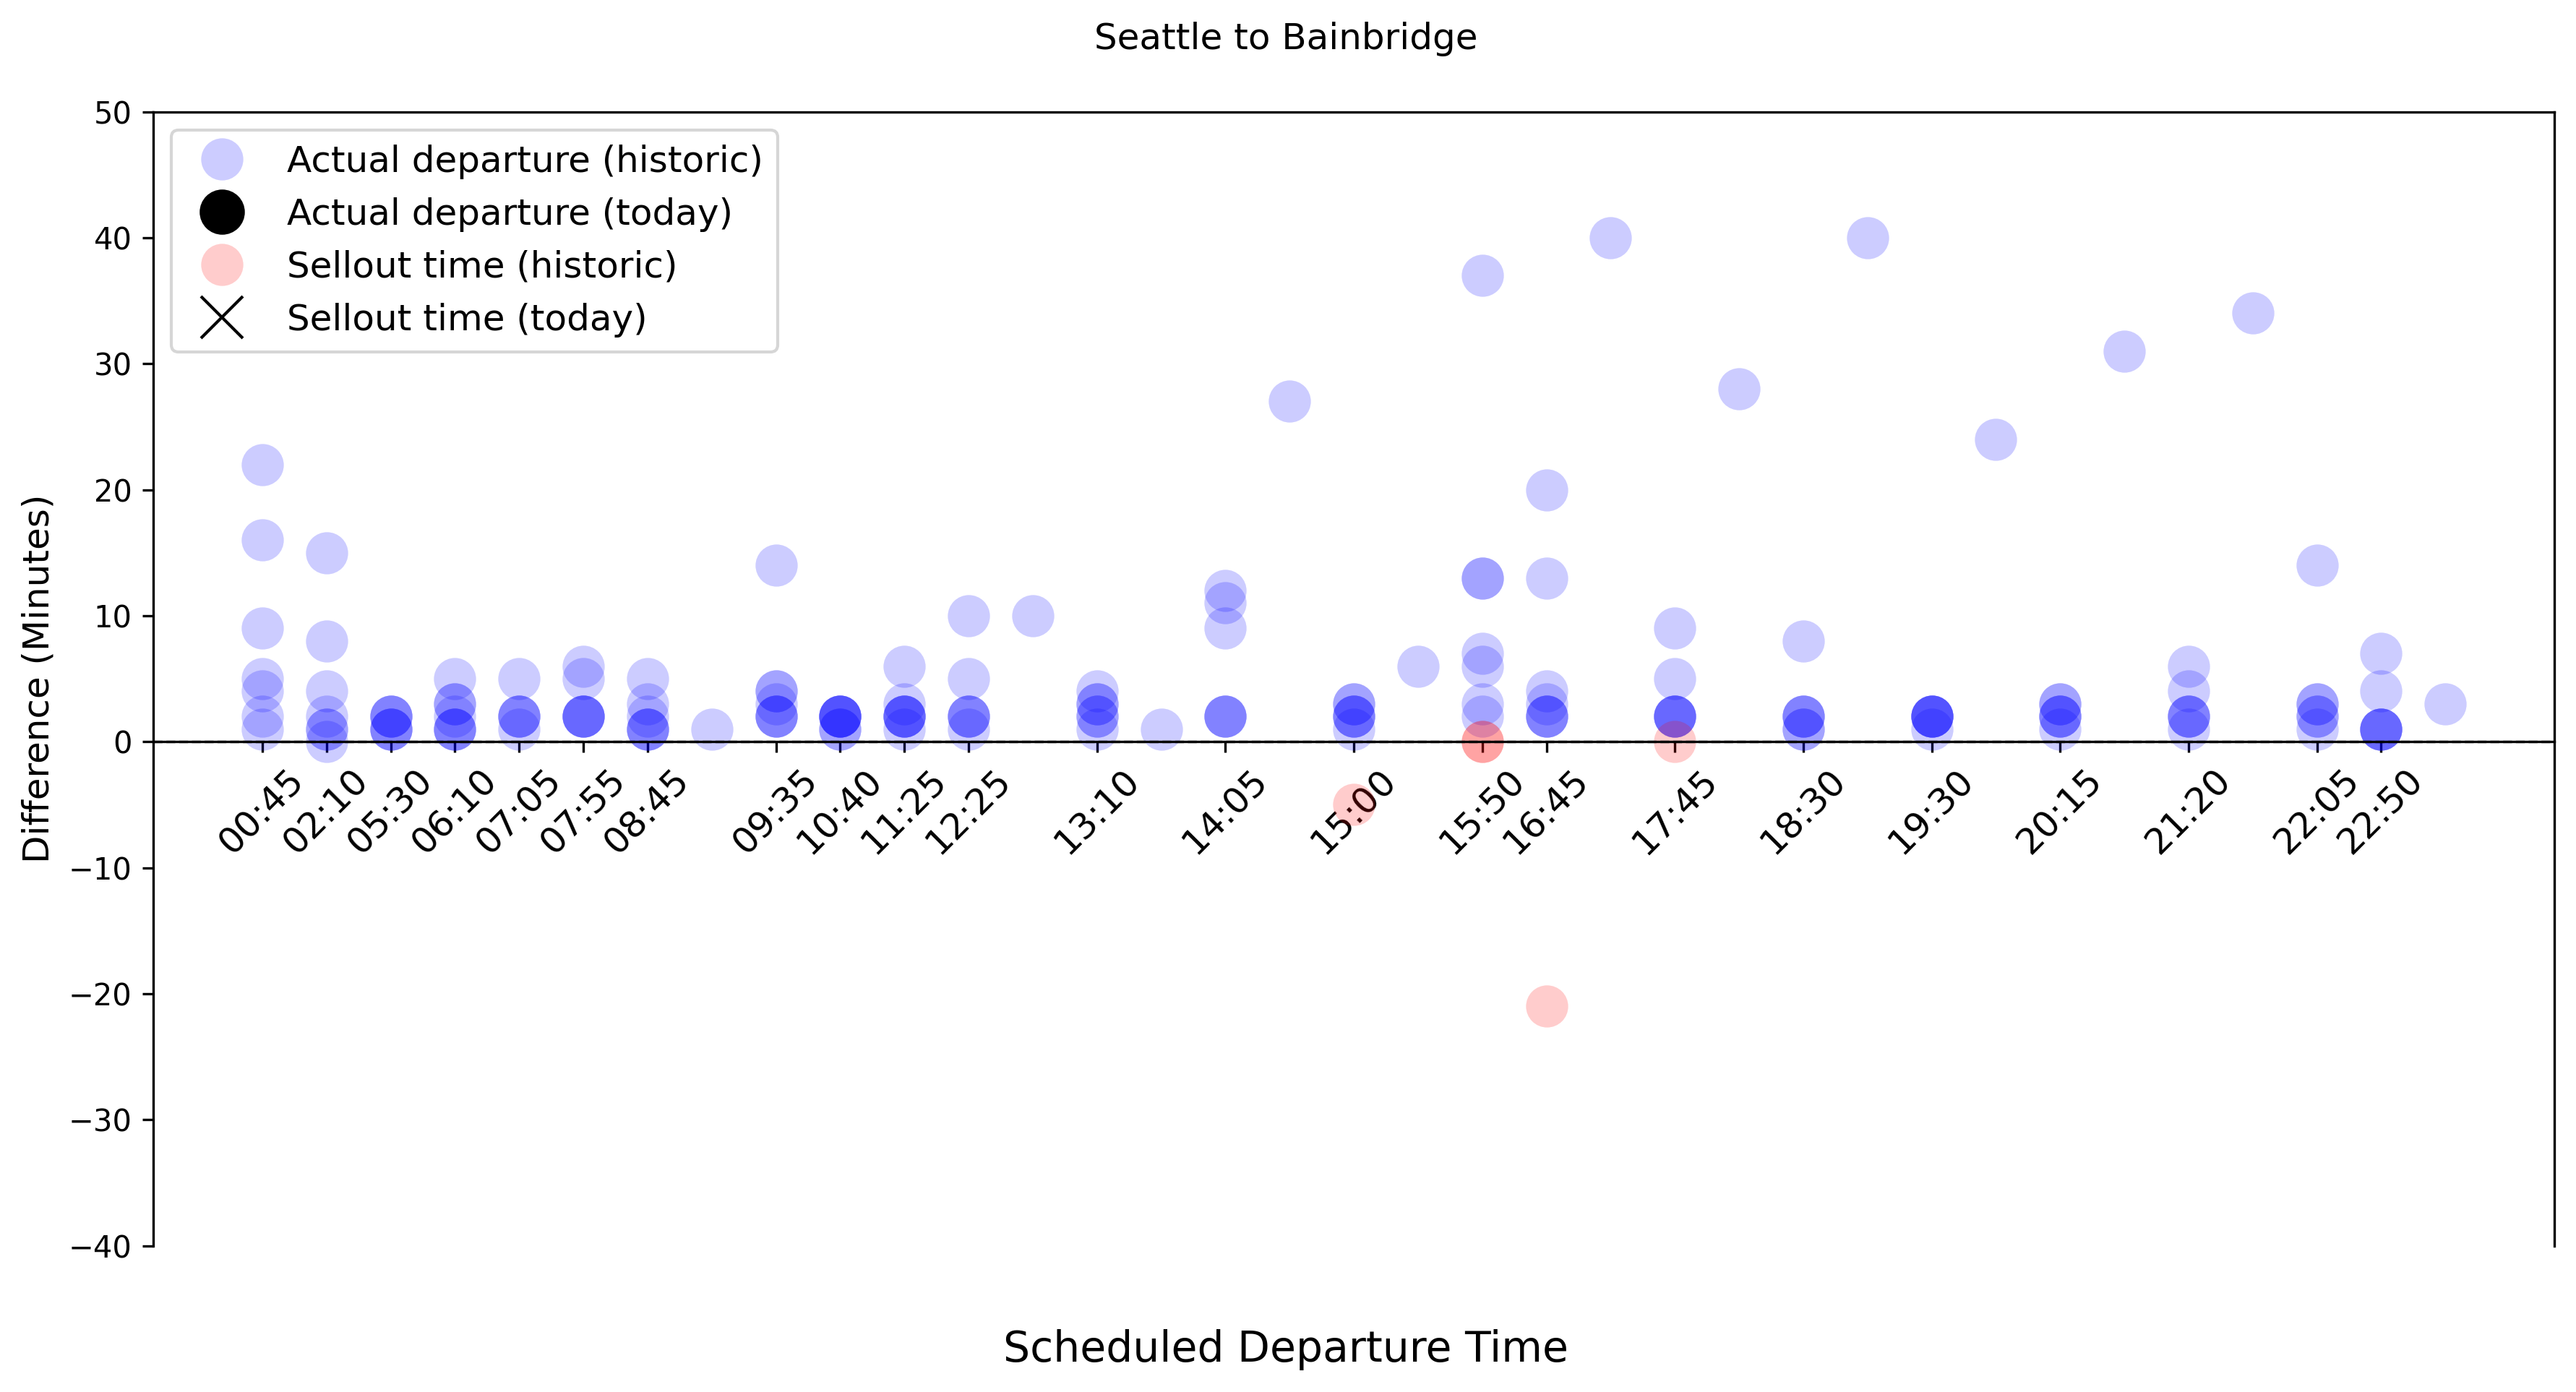 Seattle to Bainbridge
50
40
30
20
10
0
−10
−20
−30
−40
Difference (Minutes)
Actual departure (historic)
Actual departure (today)
Sellout time (historic)
Sellout time (today)
00:45 02:10 05:30 06:10 07:05 07:55 08:45 09:35 10:40 11:25 12:25 13:10 14:05 15:00 15:50 16:45 17:45 18:30 19:30 20:15 21:20 22:05 22:50
Scheduled Departure Time